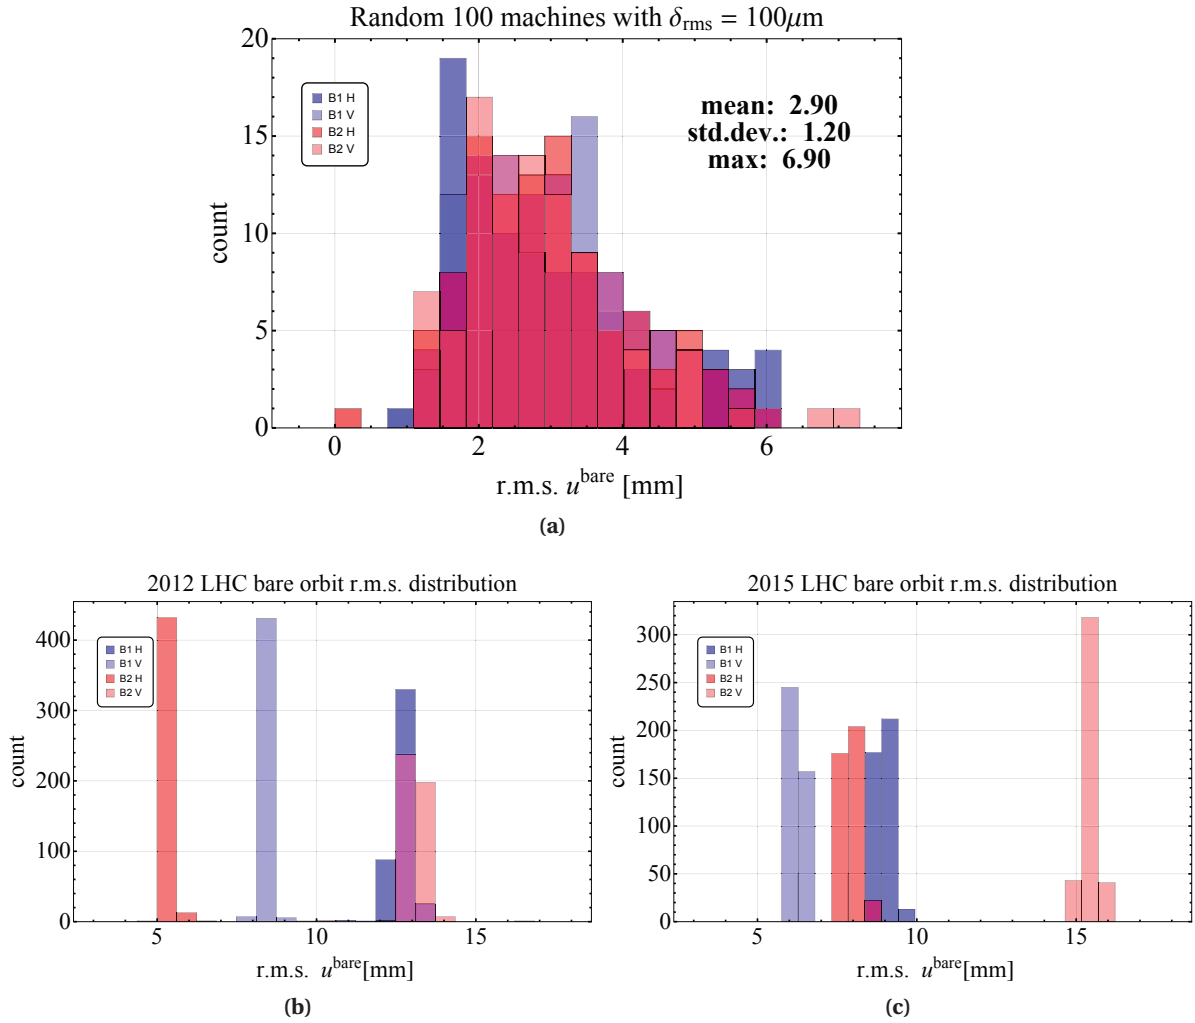 Random 100 machines with δrms = 100μm
20
15
10
5
0
count
B1 H
B1 V
B2 H
B2 V
mean: 2.90
std.dev.: 1.20
max: 6.90
0 2 4 6
r.m.s. u^bare [mm]
(a)
2012 LHC bare orbit r.m.s. distribution
400
300
200
100
0
count
B1 H
B1 V
B2 H
B2 V
5 10 15
r.m.s. u^bare[mm]
(b)
2015 LHC bare orbit r.m.s. distribution
300
250
200
150
100
50
0
count
B1 H
B1 V
B2 H
B2 V
5 10 15
r.m.s. u^bare[mm]
(c)